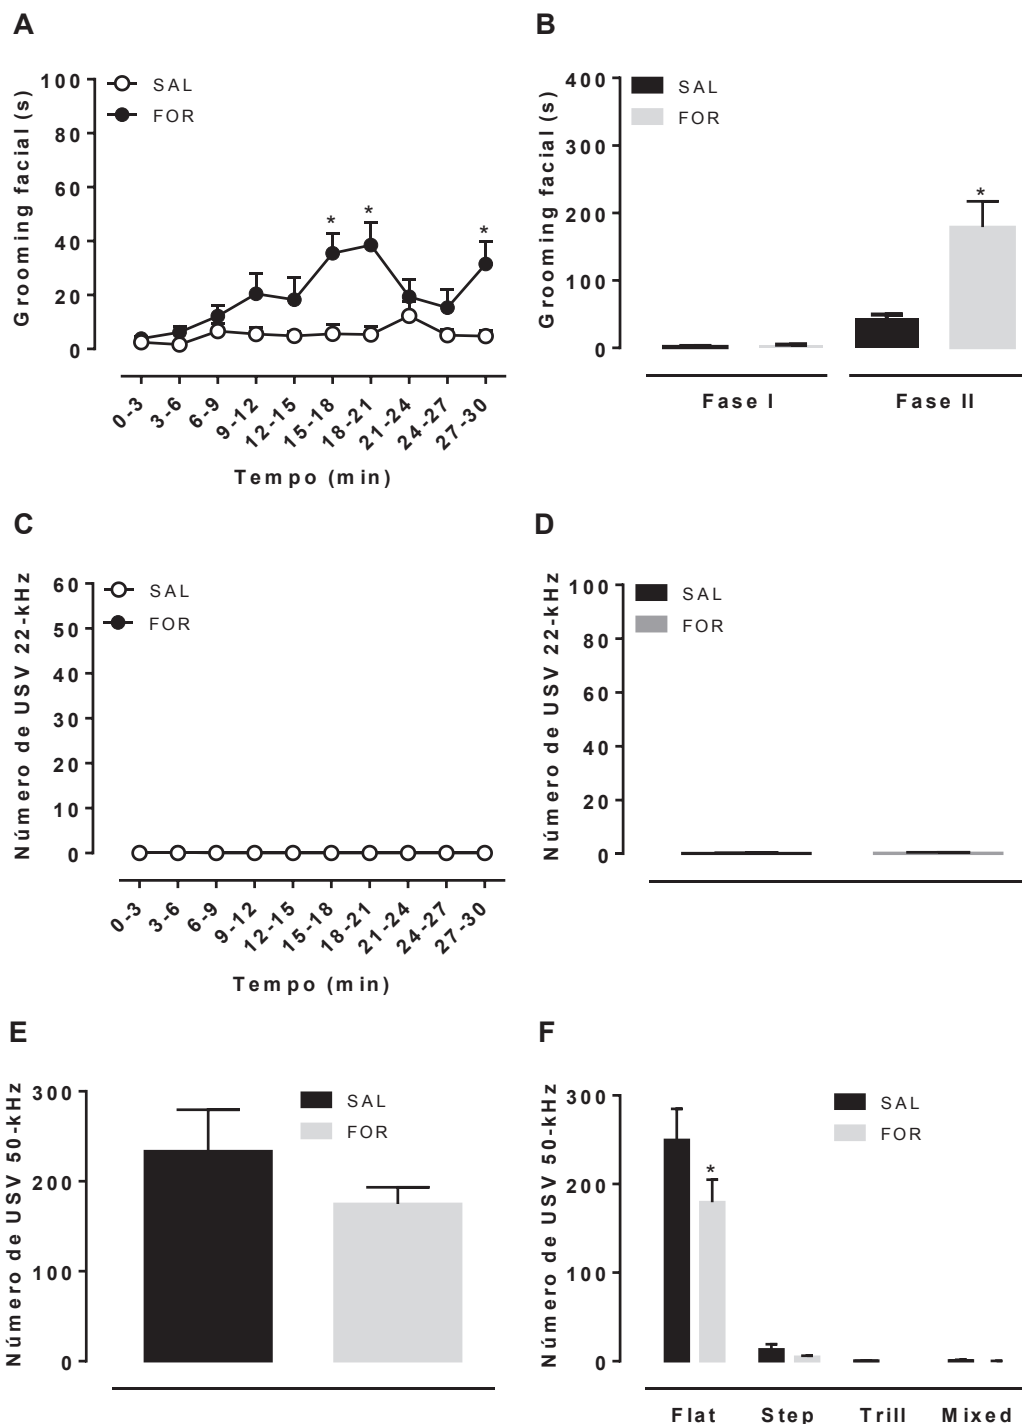 A
Grooming facial (s)
100
80
60
40
20
0
SAL
FOR
*
*
*
0-3
3-6
6-9
9-12
12-15
15-18
18-21
21-24
24-27
27-30
Tempo (min)
B
Grooming facial (s)
400
300
200
100
0
SAL
FOR
*
Fase I
Fase II
C
Número de USV 22-kHz
60
50
40
30
20
10
0
SAL
FOR
0-3
3-6
6-9
9-12
12-15
15-18
18-21
21-24
24-27
27-30
Tempo (min)
D
Número de USV 22-kHz
100
80
60
40
20
0
SAL
FOR
E
Número de USV 50-kHz
300
200
100
0
SAL
FOR
F
Número de USV 50-kHz
300
200
100
0
SAL
FOR
*
Flat
Step
Trill
Mixed